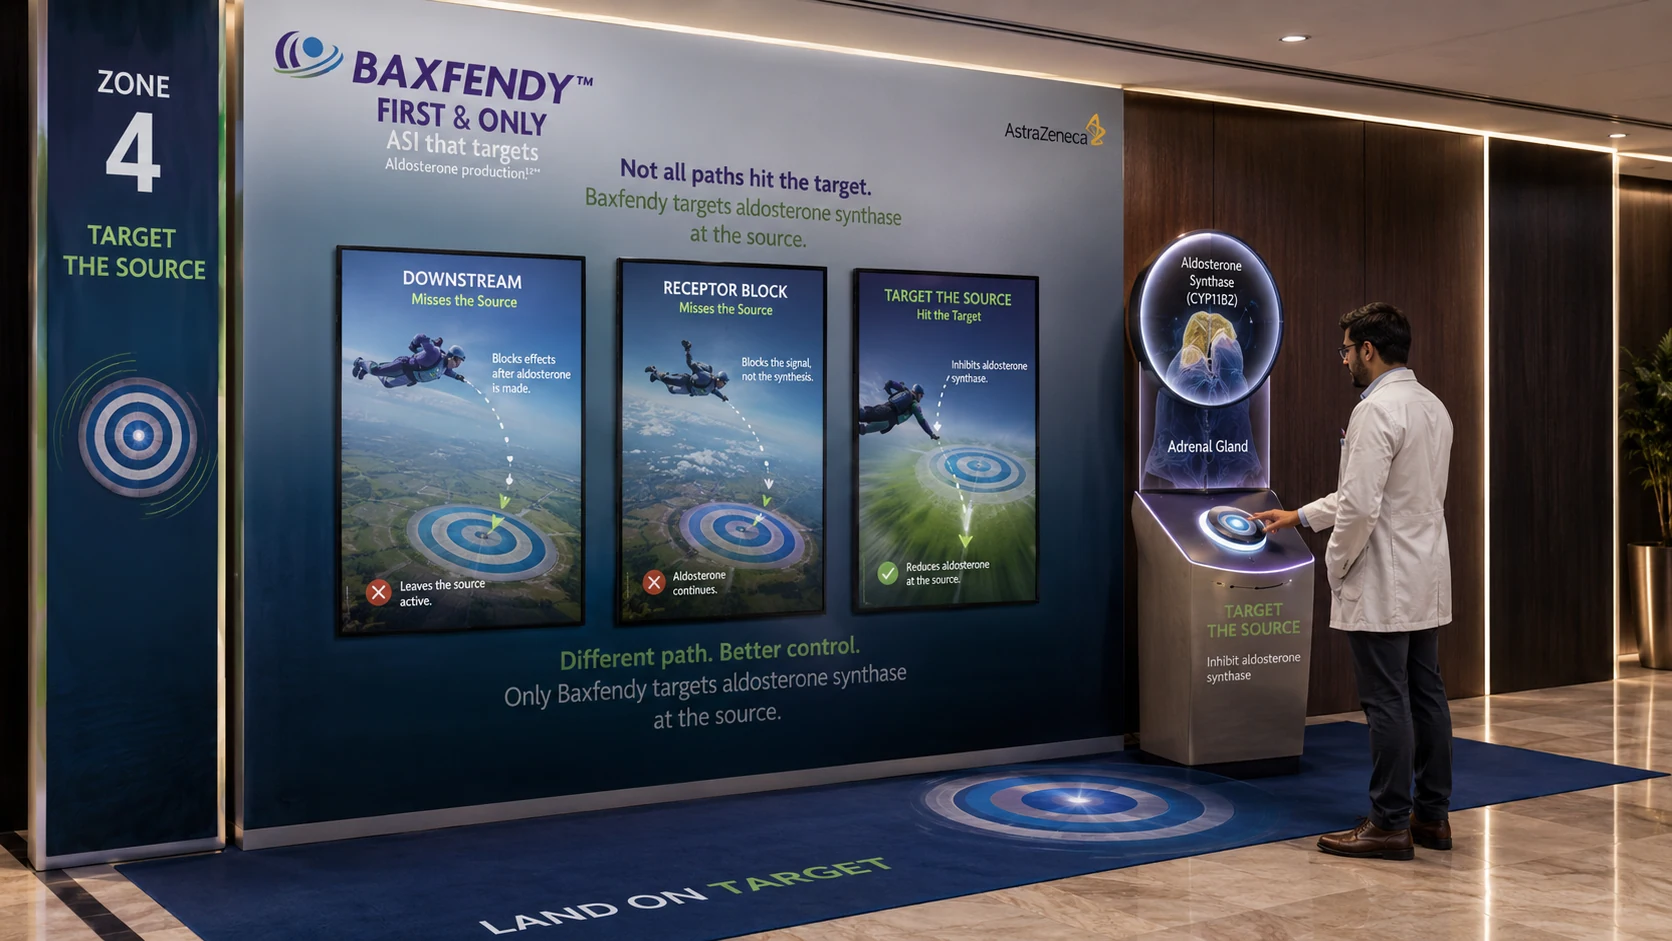 ZONE
4
TARGET
THE SOURCE
BAXFENDY™
FIRST & ONLY
ASI that targets
Aldosterone production.¹²**
AstraZeneca
Not all paths hit the target.
Baxfendy targets aldosterone synthase
at the source.
DOWNSTREAM
Misses the Source
Blocks effects
after aldosterone
is made.
Leaves the source
active.
RECEPTOR BLOCK
Misses the Source
Blocks the signal,
not the synthesis.
Aldosterone
continues.
TARGET THE SOURCE
Hit the Target
Inhibits aldosterone
synthase.
Reduces aldosterone
at the source.
Different path. Better control.
Only Baxfendy targets aldosterone synthase
at the source.
Aldosterone
Synthase
(CYP11B2)
Adrenal Gland
TARGET
THE SOURCE
Inhibit aldosterone
synthase
LAND ON TARGET